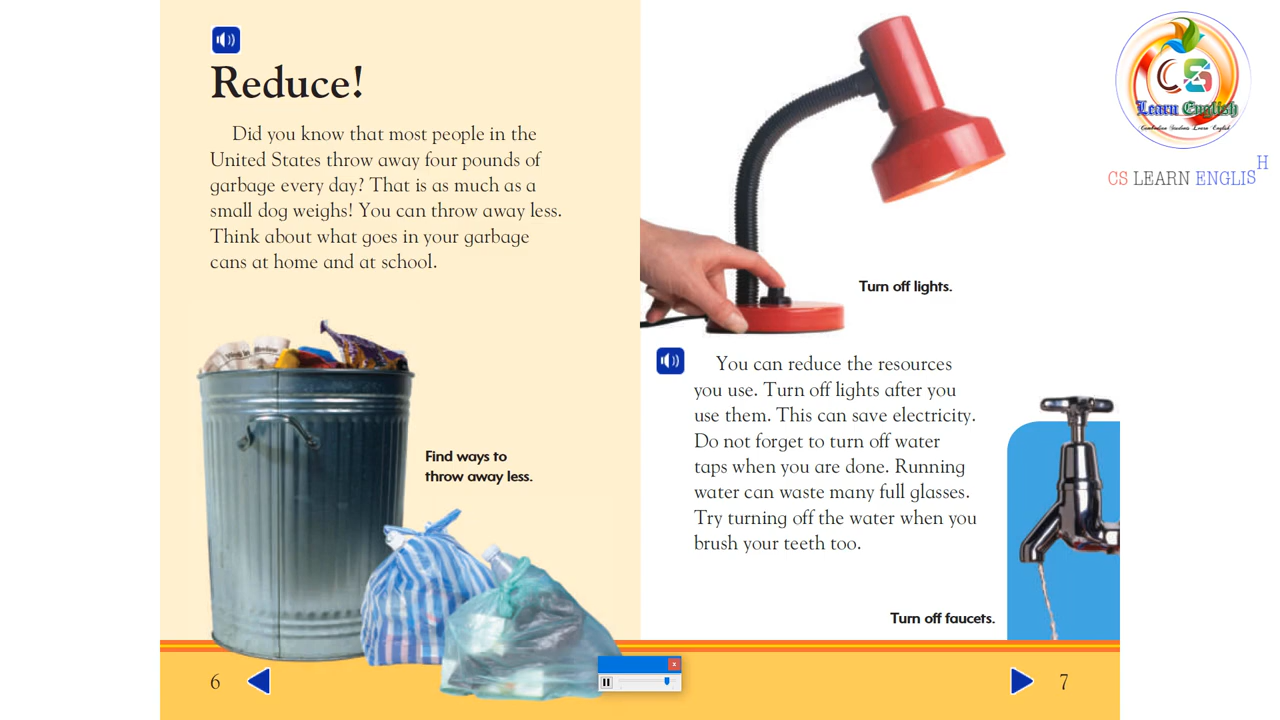 Reduce!
Did you know that most people in the
United States throw away four pounds of
garbage every day? That is as much as a
small dog weighs! You can throw away less.
Think about what goes in your garbage
cans at home and at school.
Find ways to
throw away less.
6
Turn off lights.
You can reduce the resources
you use. Turn off lights after you
use them. This can save electricity.
Do not forget to turn off water
taps when you are done. Running
water can waste many full glasses.
Try turning off the water when you
brush your teeth too.
Turn off faucets.
7
CS
Learn English
Cambodian Students Learn English
CS LEARN ENGLISH
x